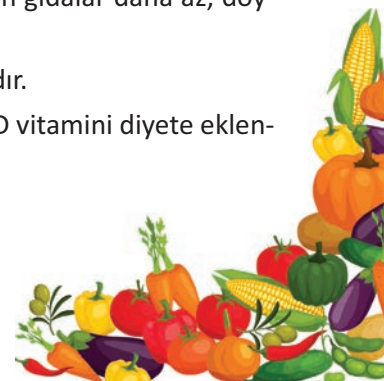 gıdalar daha az, doy
dır.
D vitamini diyete eklen-